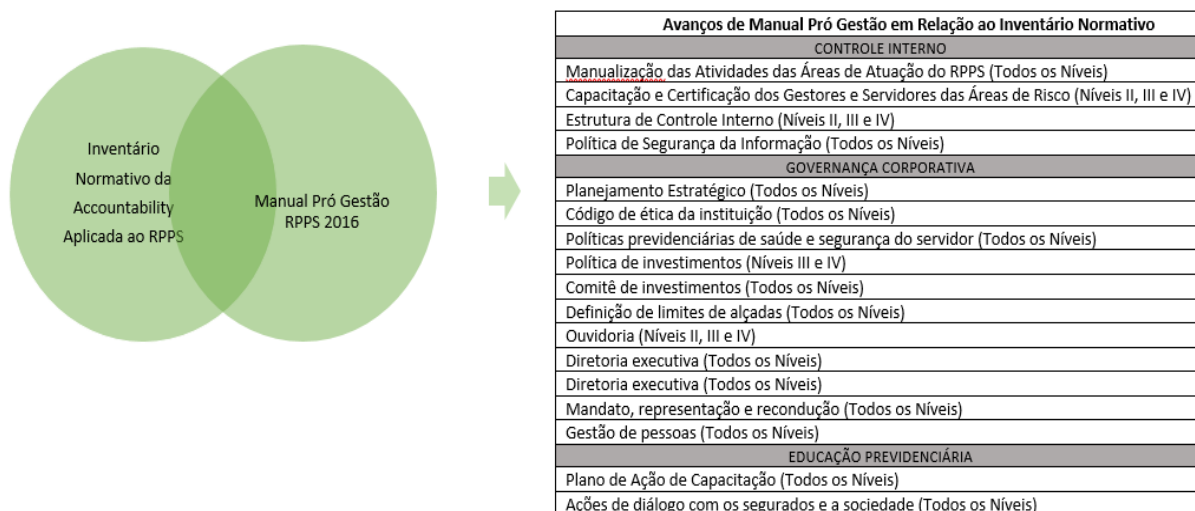 Inventário
Normativo da
Accountability
Aplicada ao RPPS
Manual Pró Gestão
RPPS 2016
Avanços de Manual Pró Gestão em Relação ao Inventário Normativo
CONTROLE INTERNO
Manualização das Atividades das Áreas de Atuação do RPPS (Todos os Níveis)
Capacitação e Certificação dos Gestores e Servidores das Áreas de Risco (Níveis II, III e IV)
Estrutura de Controle Interno (Níveis II, III e IV)
Política de Segurança da Informação (Todos os Níveis)
GOVERNANÇA CORPORATIVA
Planejamento Estratégico (Todos os Níveis)
Código de ética da instituição (Todos os Níveis)
Políticas previdenciárias de saúde e segurança do servidor (Todos os Níveis)
Política de investimentos (Níveis III e IV)
Comitê de investimentos (Todos os Níveis)
Definição de limites de alçadas (Todos os Níveis)
Ouvidoria (Níveis II, III e IV)
Diretoria executiva (Todos os Níveis)
Diretoria executiva (Todos os Níveis)
Mandato, representação e recondução (Todos os Níveis)
Gestão de pessoas (Todos os Níveis)
EDUCAÇÃO PREVIDENCIÁRIA
Plano de Ação de Capacitação (Todos os Níveis)
Ações de diálogo com os segurados e a sociedade (Todos os Níveis)